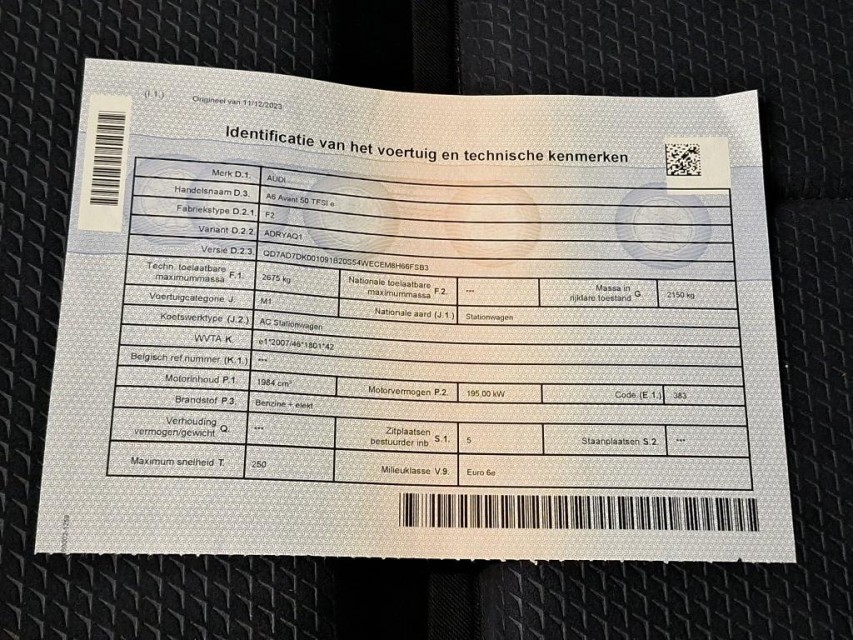 (I.1.) Origineel van 11/12/2023
Identificatie van het voertuig en technische kenmerken
Merk D.1. AUDI
Handelsnaam D.3. A6 Avant 50 TFSI e
Fabriekstype D.2.1 F2
Variant D.2.2. ADRYAQ1
Versie D.2.3. QD7AD7DK001091B20S54WECEM8H66FSB3
Techn. toelaatbare maximummassa F.1. 2675 kg Nationale toelaatbare maximummassa F.2. --- Massa in rijklare toestand G. 2150 kg
Voertuigcategorie J. M1 Nationale aard (J.1.) Stationwagen
Koetswerktype (J.2.) AC Stationwagen
WVTA K. e1*2007/46*1801*42
Belgisch ref.nummer (K.1.) ---
Motorinhoud P.1. 1984 cm³ Motorvermogen P.2. 195.00 kW Code (E.1.) 383
Brandstof P.3. Benzine + elekt
Verhouding vermogen/gewicht Q. --- Zitplaatsen bestuurder inb. S.1. 5 Staanplaatsen S.2. ---
Maximum snelheid T. 250 Milieuklasse V.9. Euro 6e